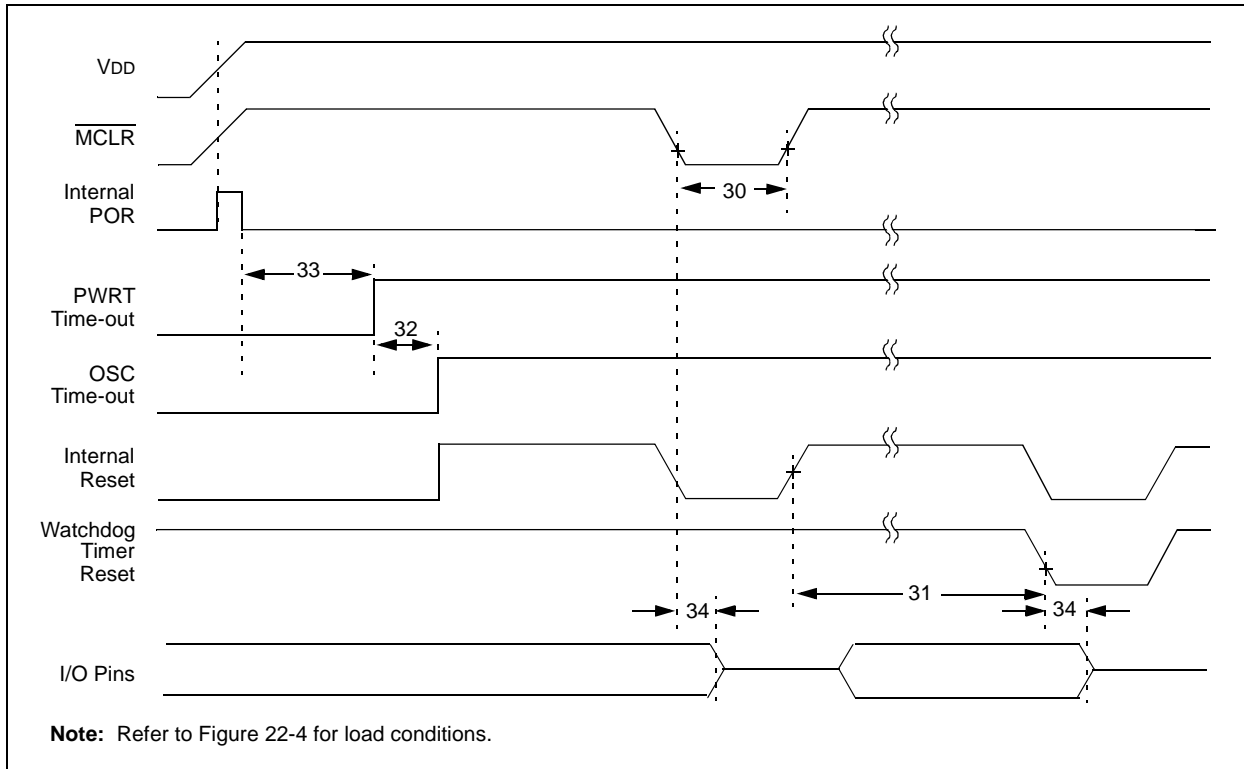 VDD
MCLR
Internal
POR
30
33
PWRT
Time-out
32
OSC
Time-out
Internal
Reset
Watchdog
Timer
Reset
31
34
34
I/O Pins
Note: Refer to Figure 22-4 for load conditions.